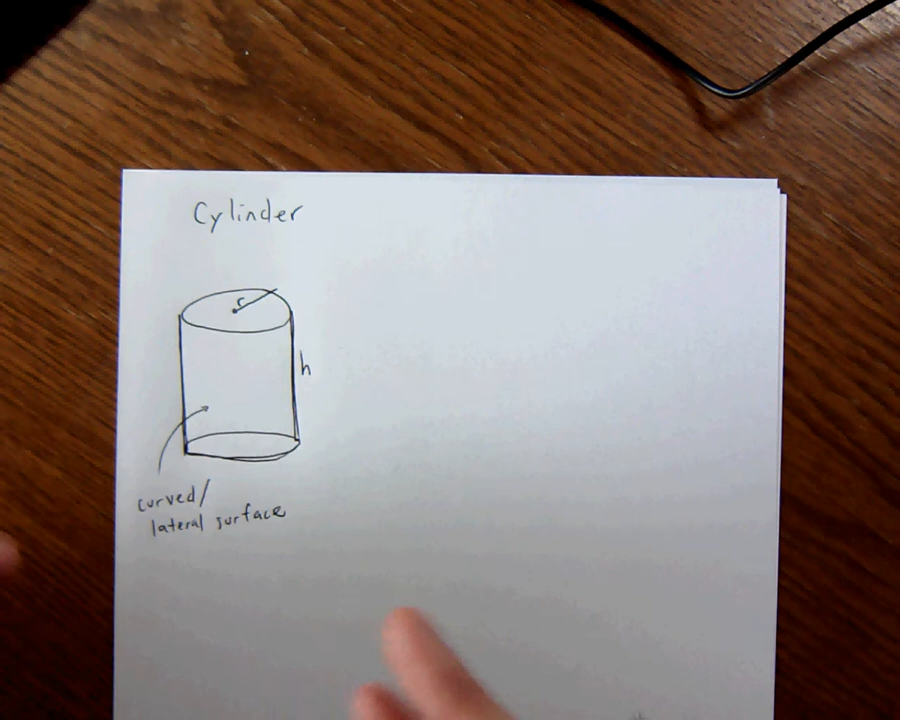 Cylinder
r
h
curved/
lateral surface